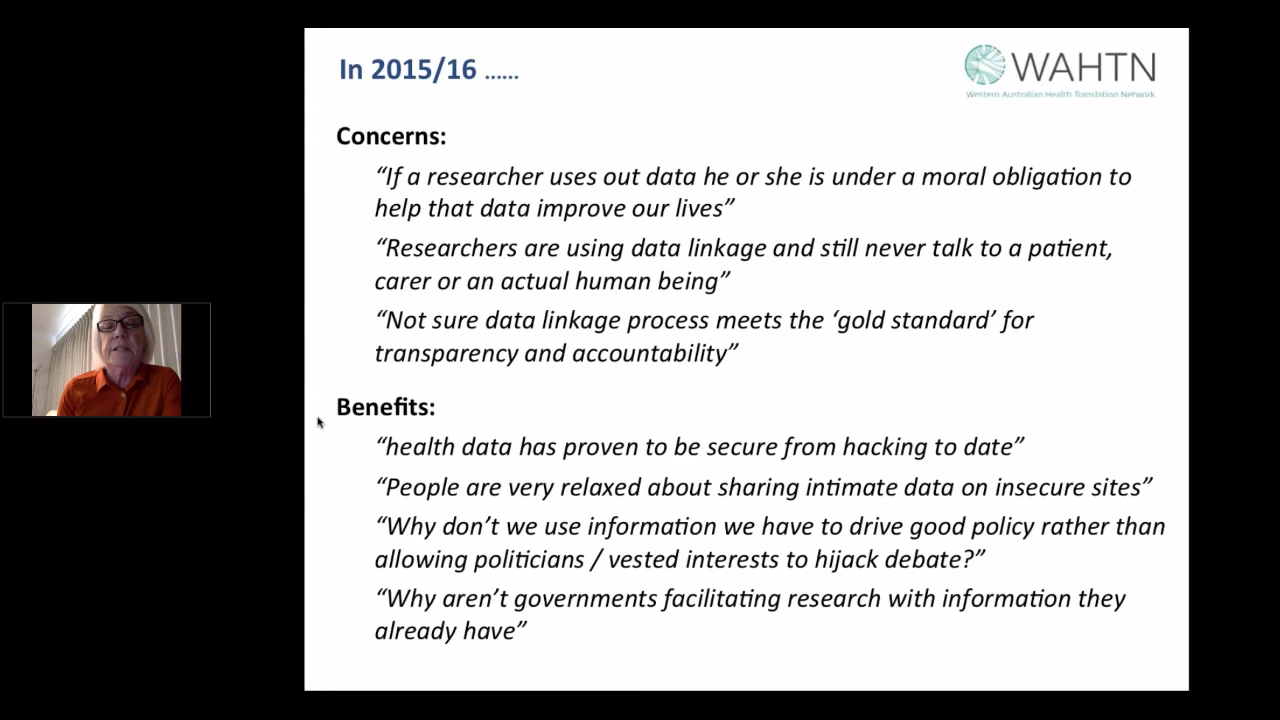 In 2015/16 ......
WAHTN
Western Australian Health Translation Network
Concerns:
“If a researcher uses out data he or she is under a moral obligation to
help that data improve our lives”
“Researchers are using data linkage and still never talk to a patient,
carer or an actual human being”
“Not sure data linkage process meets the ‘gold standard’ for
transparency and accountability”
Benefits:
“health data has proven to be secure from hacking to date”
“People are very relaxed about sharing intimate data on insecure sites”
“Why don’t we use information we have to drive good policy rather than
allowing politicians / vested interests to hijack debate?”
“Why aren’t governments facilitating research with information they
already have”